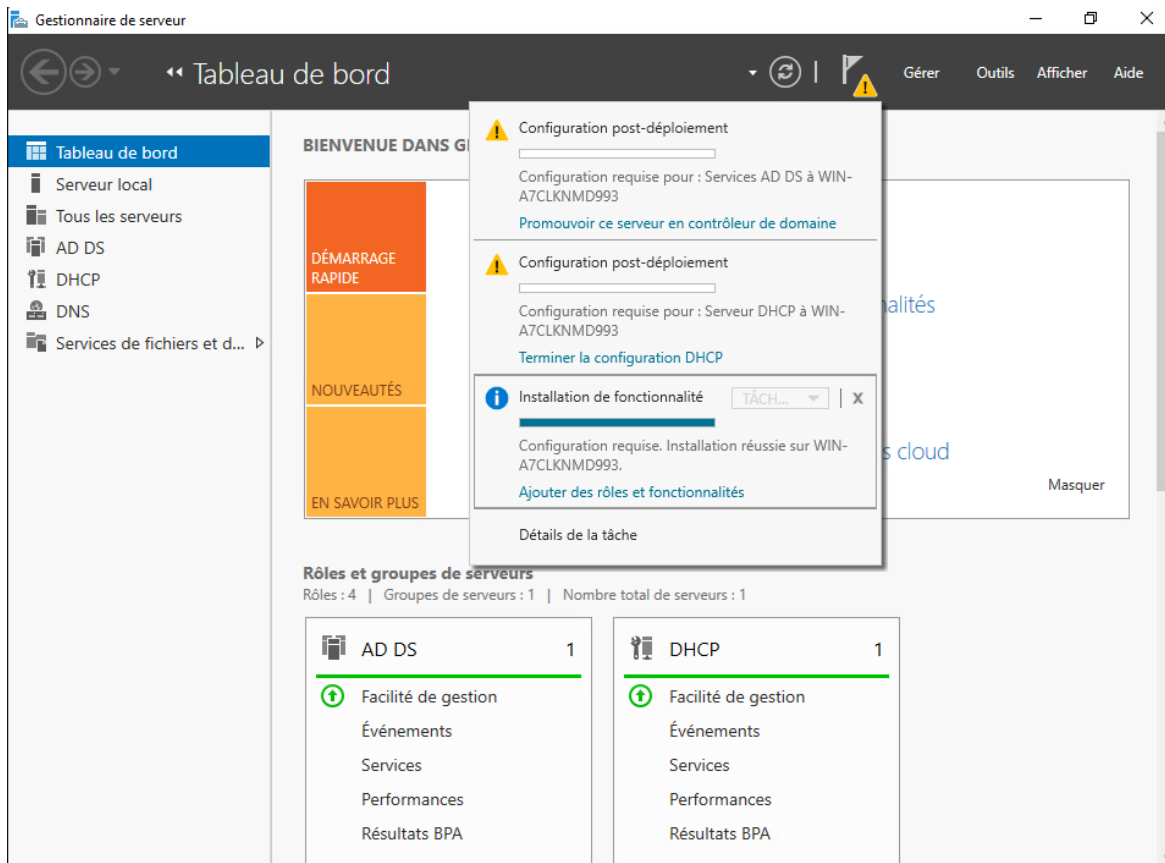 Gestionnaire de serveur
Tableau de bord
Gérer Outils Afficher Aide
Tableau de bord
Serveur local
Tous les serveurs
AD DS
DHCP
DNS
Services de fichiers et d...
BIENVENUE DANS
DÉMARRAGE
RAPIDE
NOUVEAUTÉS
EN SAVOIR PLUS
Configuration post-déploiement
Configuration requise pour : Services AD DS à WIN-
A7CLKNMD993
Promouvoir ce serveur en contrôleur de domaine
Configuration post-déploiement
Configuration requise pour : Serveur DHCP à WIN-
A7CLKNMD993
Terminer la configuration DHCP
Installation de fonctionnalité TÂCH... X
Configuration requise. Installation réussie sur WIN-
A7CLKNMD993.
Ajouter des rôles et fonctionnalités
Détails de la tâche
alités
s cloud
Masquer
Rôles et groupes de serveurs
Rôles : 4 | Groupes de serveurs : 1 | Nombre total de serveurs : 1
AD DS 1
Facilité de gestion
Événements
Services
Performances
Résultats BPA
DHCP 1
Facilité de gestion
Événements
Services
Performances
Résultats BPA